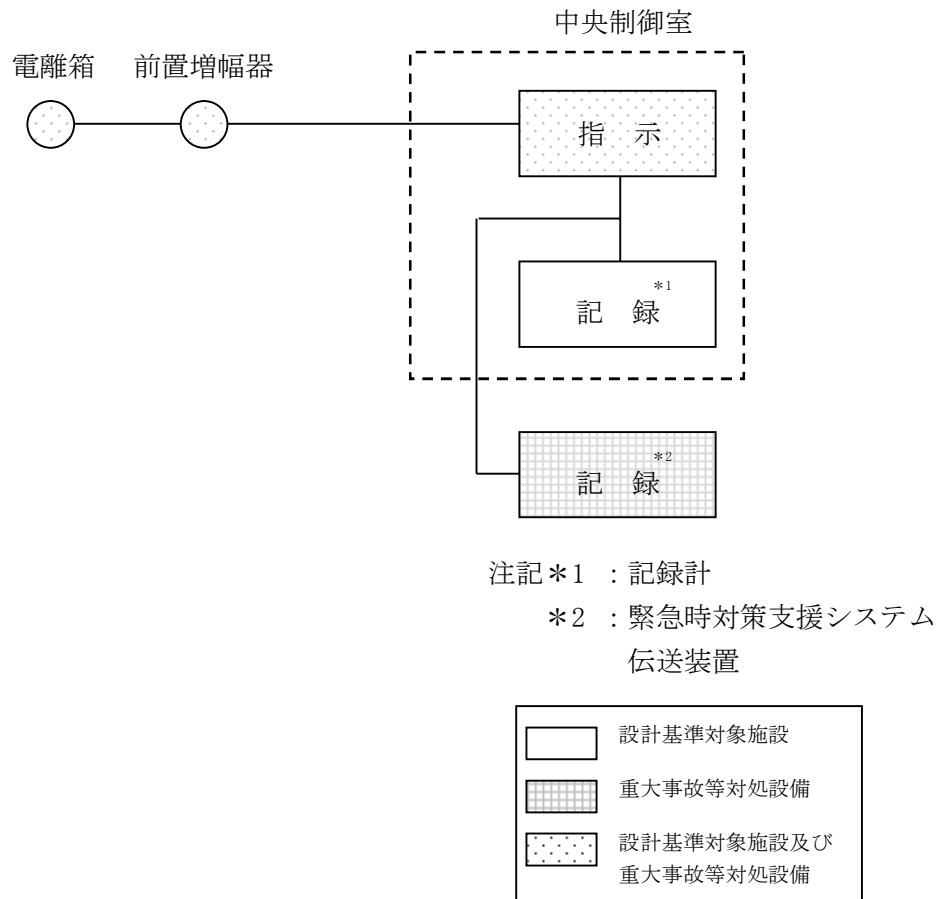 中央制御室
電離箱 前置増幅器
指 示
記 録*1
記 録*2
注記*1 :記録計
*2 :緊急時対策支援システム
伝送装置
設計基準対象施設
重大事故等対処設備
設計基準対象施設及び
重大事故等対処設備